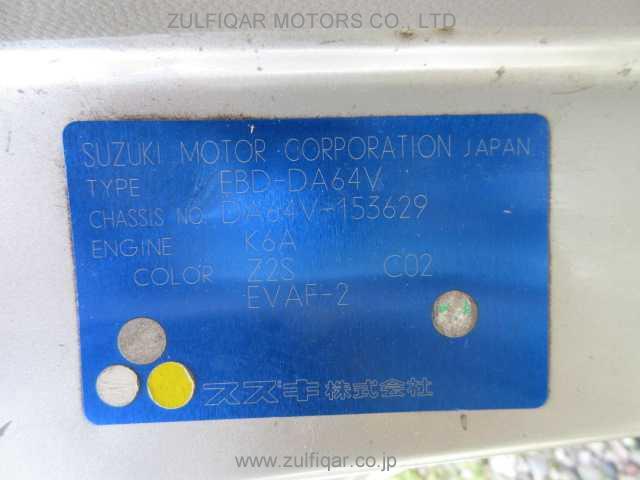 ZULFIQAR MOTORS CO., LTD
SUZUKI MOTOR CORPORATION JAPAN
TYPE EBD-DA64V
CHASSIS NO. DA64V-153629
ENGINE K6A
COLOR Z2S C02
EVAF-2
スズキ株式会社
www.zulfiqar.co.jp